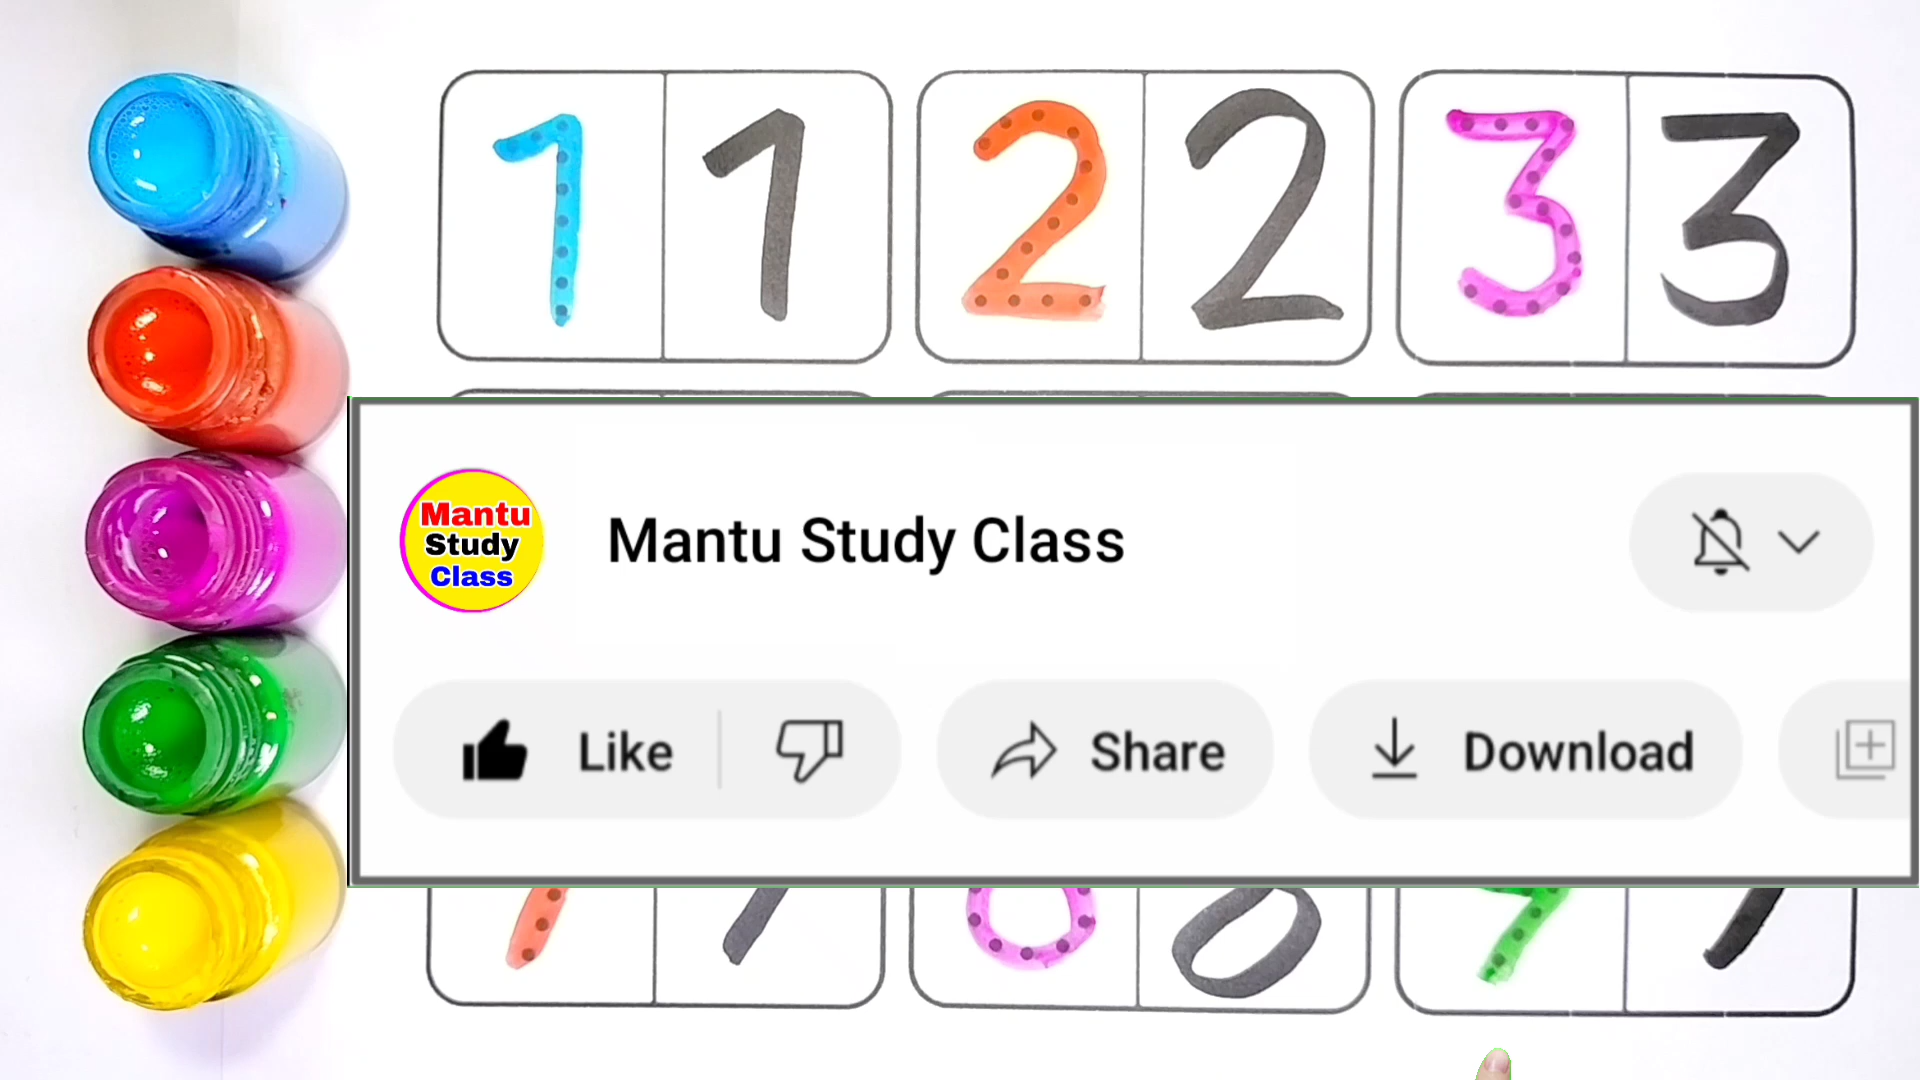 1 1 2 2 3 3
Mantu
Study
Class
Mantu Study Class
Like Share Download